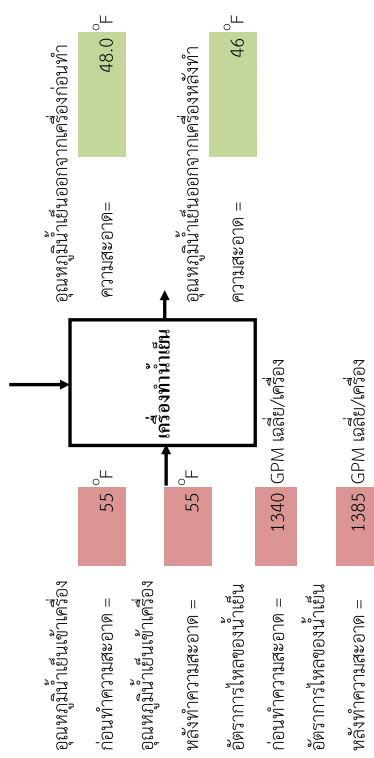 อุณหภูมิน้ำเย็นเข้าเครื่อง
ก่อนทำความสะอาด = 55 °F
อุณหภูมิน้ำเย็นเข้าเครื่อง
หลังทำความสะอาด = 55 °F
อัตราการไหลของน้ำเย็น
ก่อนทำความสะอาด = 1340 GPM เฉลี่ย/เครื่อง
อัตราการไหลของน้ำเย็น
หลังทำความสะอาด = 1385 GPM เฉลี่ย/เครื่อง
เครื่องทำน้ำเย็น
อุณหภูมิน้ำเย็นออกจากเครื่องก่อนทำ
ความสะอาด= 48.0 °F
อุณหภูมิน้ำเย็นออกจากเครื่องหลังทำ
ความสะอาด = 46 °F